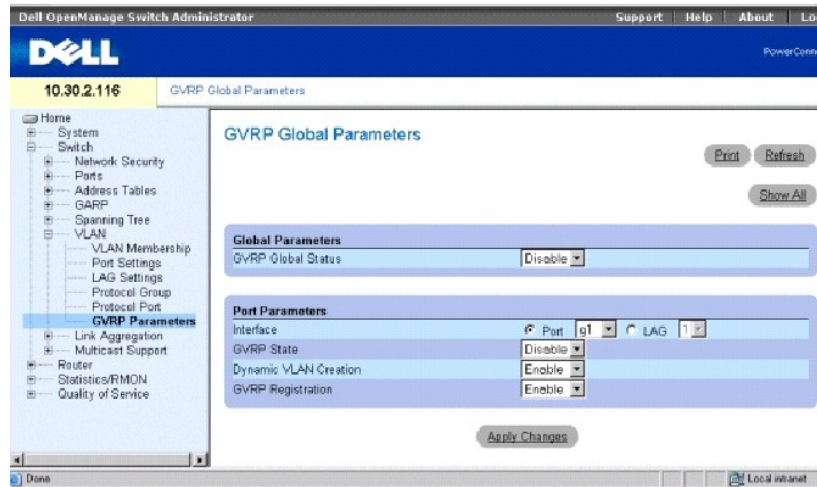 Dell OpenManage Switch Administrator
Support Help About Lo
DELL
PowerConn
10.30.2.116
GVRP Global Parameters
Home
System
Switch
Network Security
Ports
Address Tables
GARP
Spanning Tree
VLAN
VLAN Membership
Port Settings
LAG Settings
Protocol Group
Protocol Port
GVRP Parameters
Link Aggregation
Multicast Support
Router
Statistics/RMON
Quality of Service
GVRP Global Parameters
Print Refresh
Show All
Global Parameters
GVRP Global Status Disable
Port Parameters
Interface Port g1 LAG 1
GVRP State Disable
Dynamic VLAN Creation Enable
GVRP Registration Enable
Apply Changes
Done
Local intranet